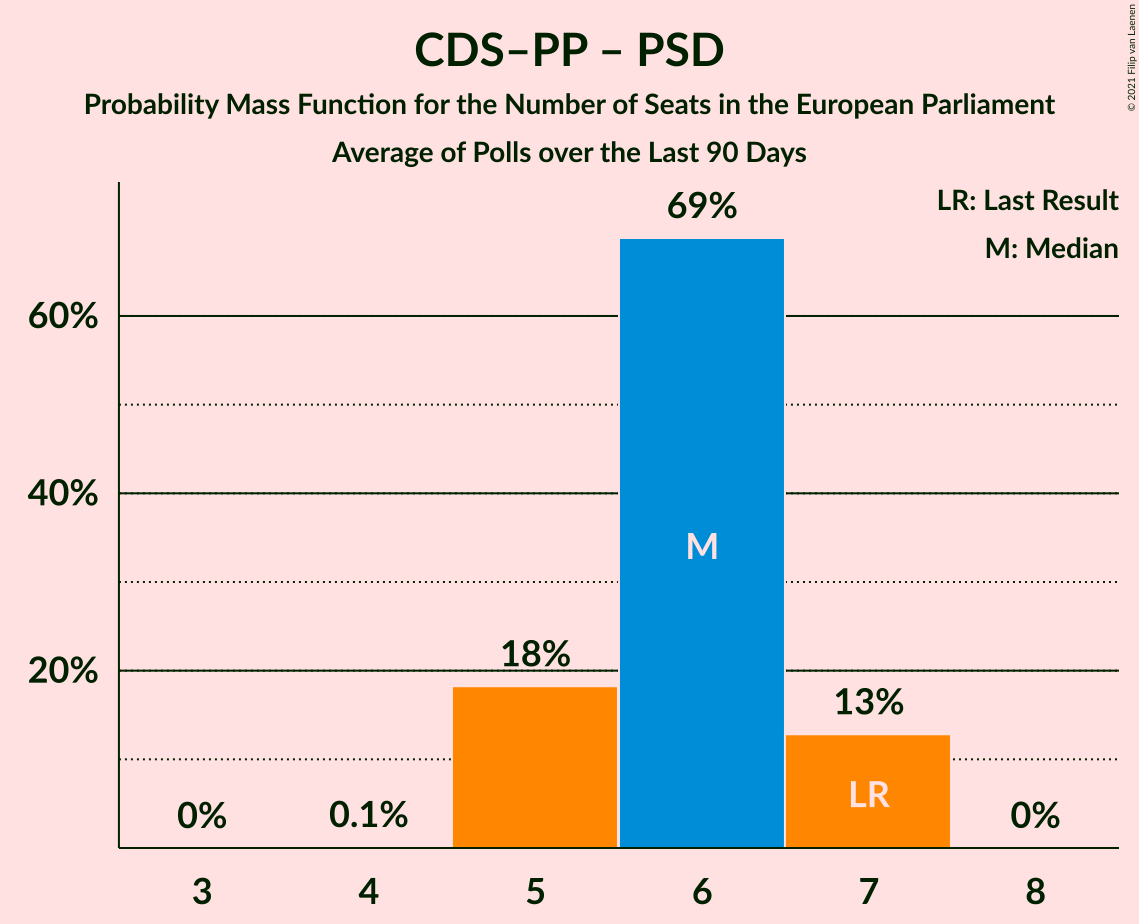 CDS–PP – PSD
Probability Mass Function for the Number of Seats in the European Parliament
Average of Polls over the Last 90 Days
© 2021 Filip van Laenen
LR: Last Result
M: Median
69%
60%
40%
M
20%
18%
13%
LR
0%
0.1%
0%
3 4 5 6 7 8